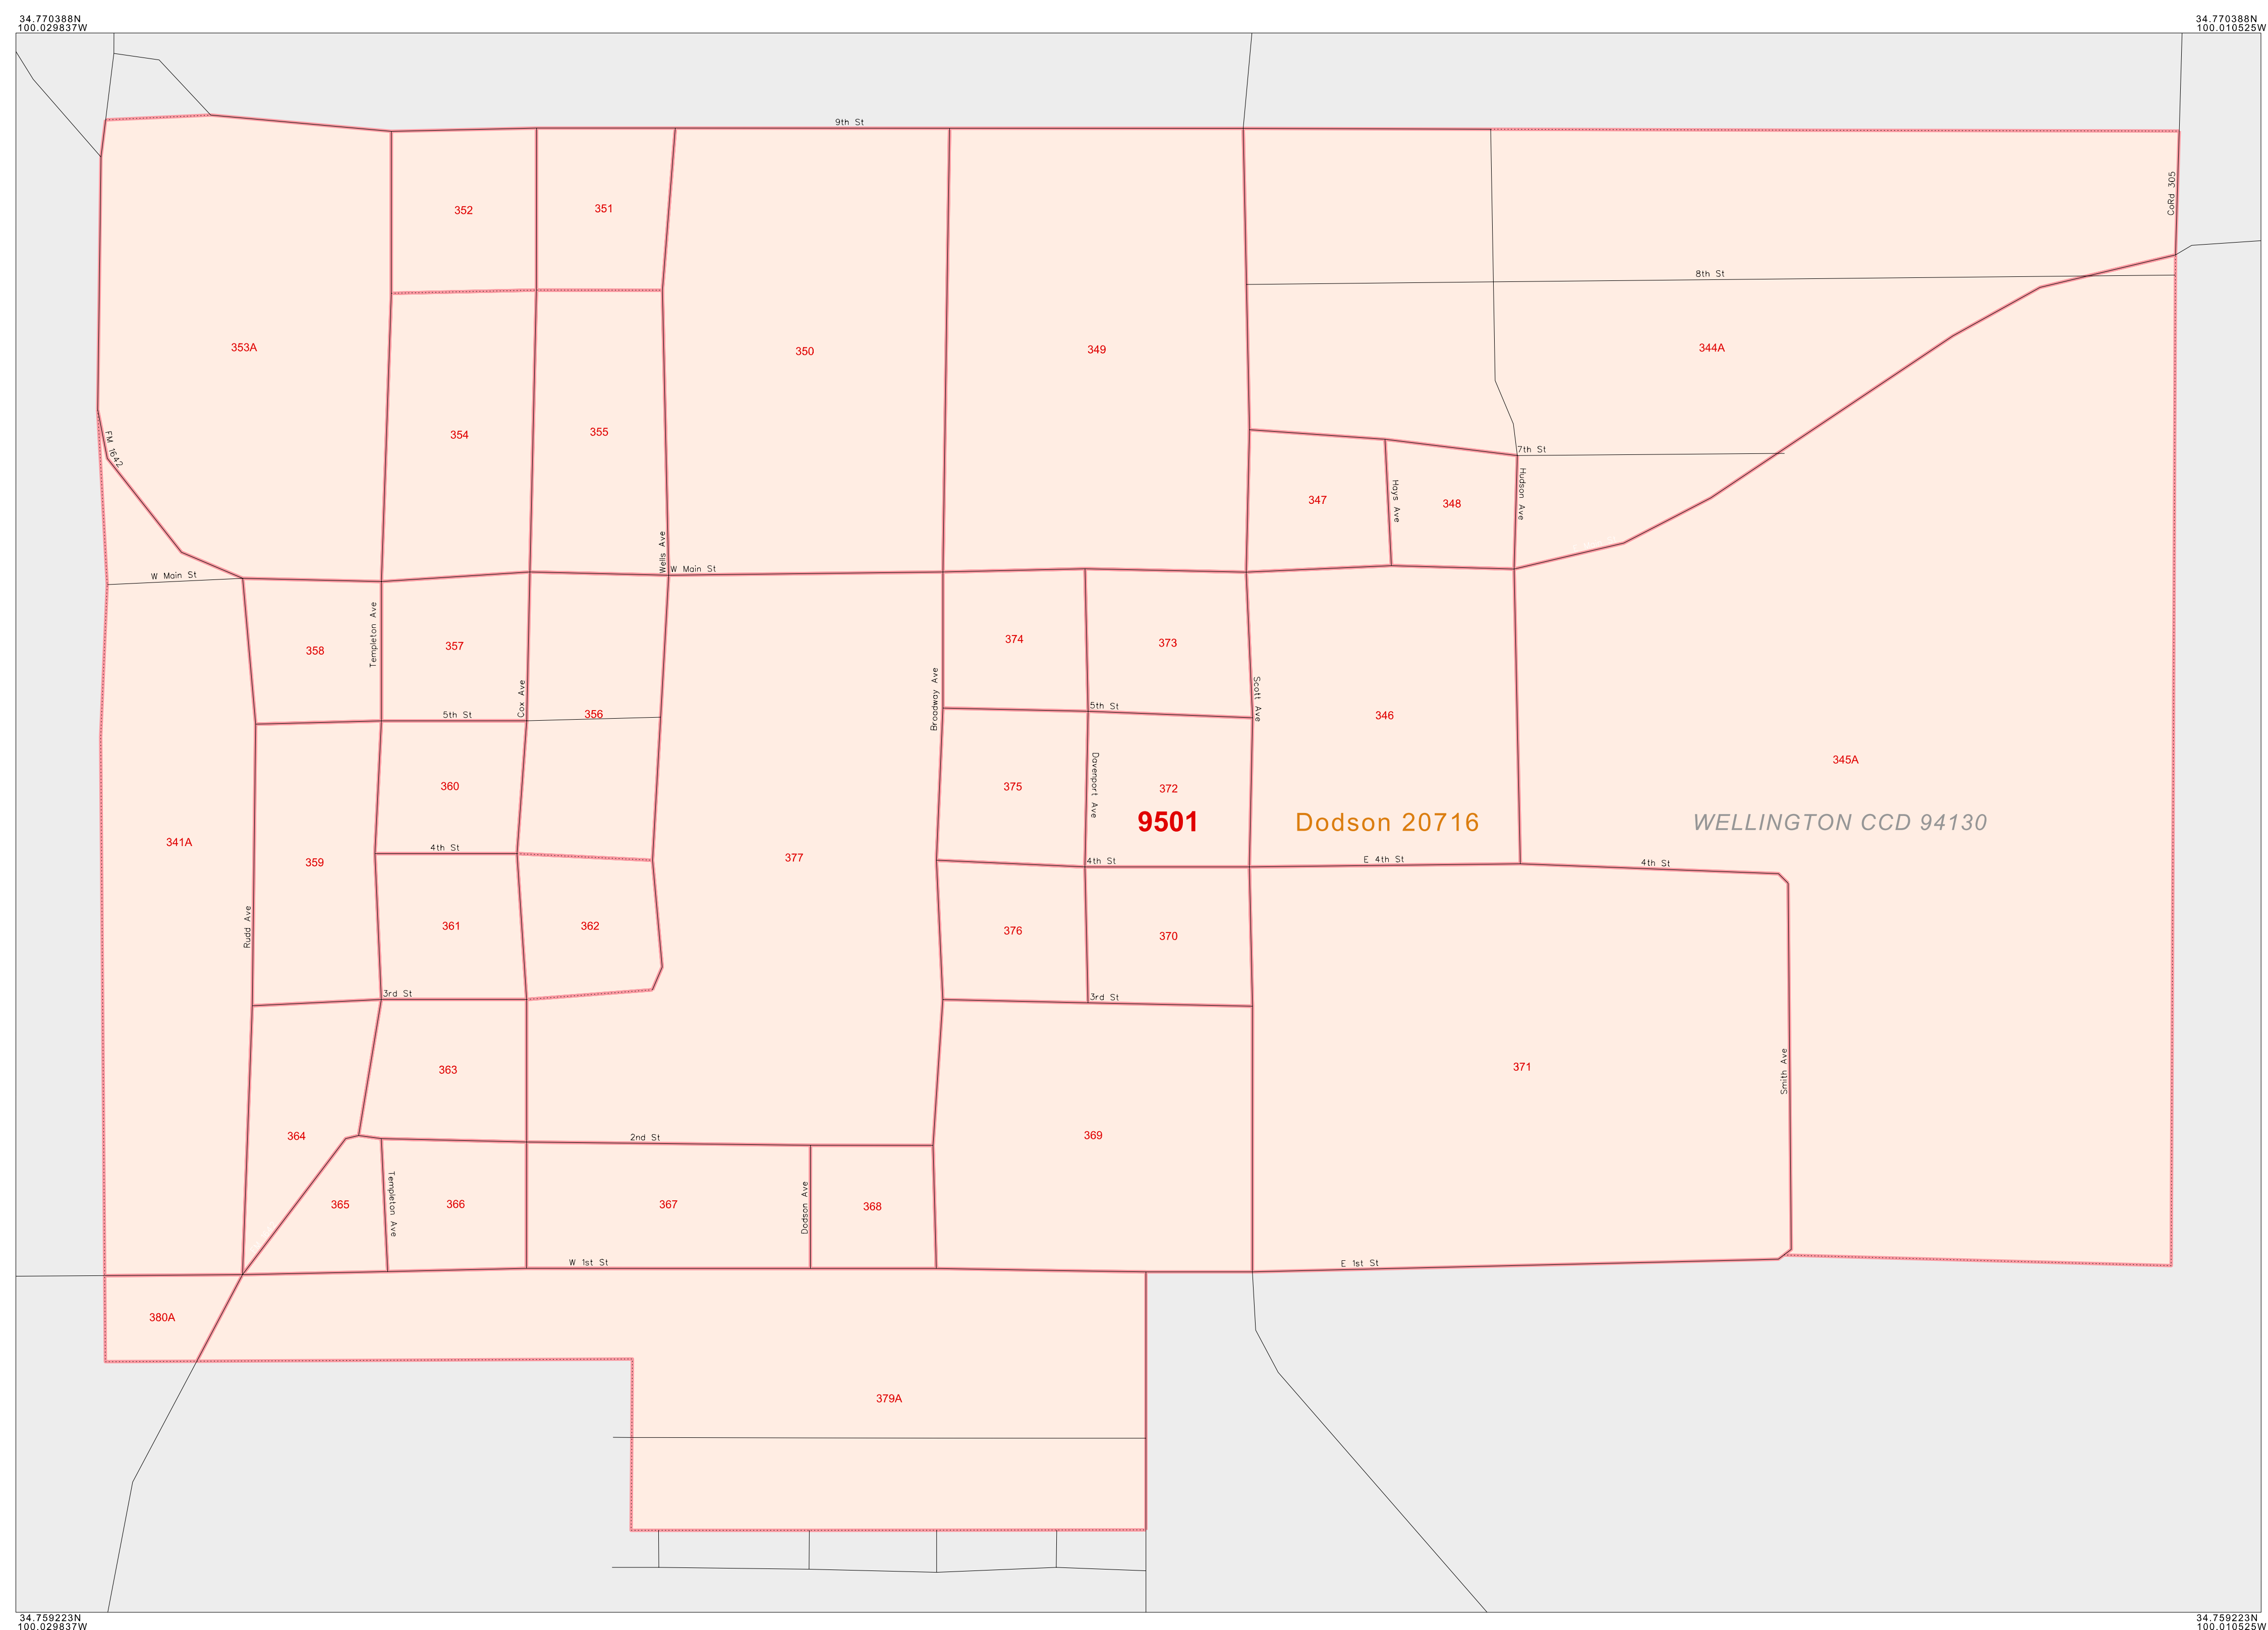 34.770388N
100.029837W
34.770388N
100.010525W
9th St
CoRd 305
352
351
8th St
353A
350
349
344A
FM 1642
354
355
7th St
347
Hays Ave
348
Hudson Ave
Wells Ave
W Main St
W Main St
Templeton Ave
358
357
374
373
Cox Ave
5th St
356
Broadway Ave
5th St
Scott Ave
346
345A
360
375
Davenport Ave
372
9501
Dodson 20716
WELLINGTON CCD 94130
341A
4th St
359
377
4th St
E 4th St
4th St
Rudd Ave
361
362
376
370
3rd St
3rd St
363
371
Smith Ave
364
2nd St
369
365
Templeton Ave
366
367
Dodson Ave
368
W 1st St
E 1st St
380A
379A
34.759223N
100.029837W
34.759223N
100.010525W